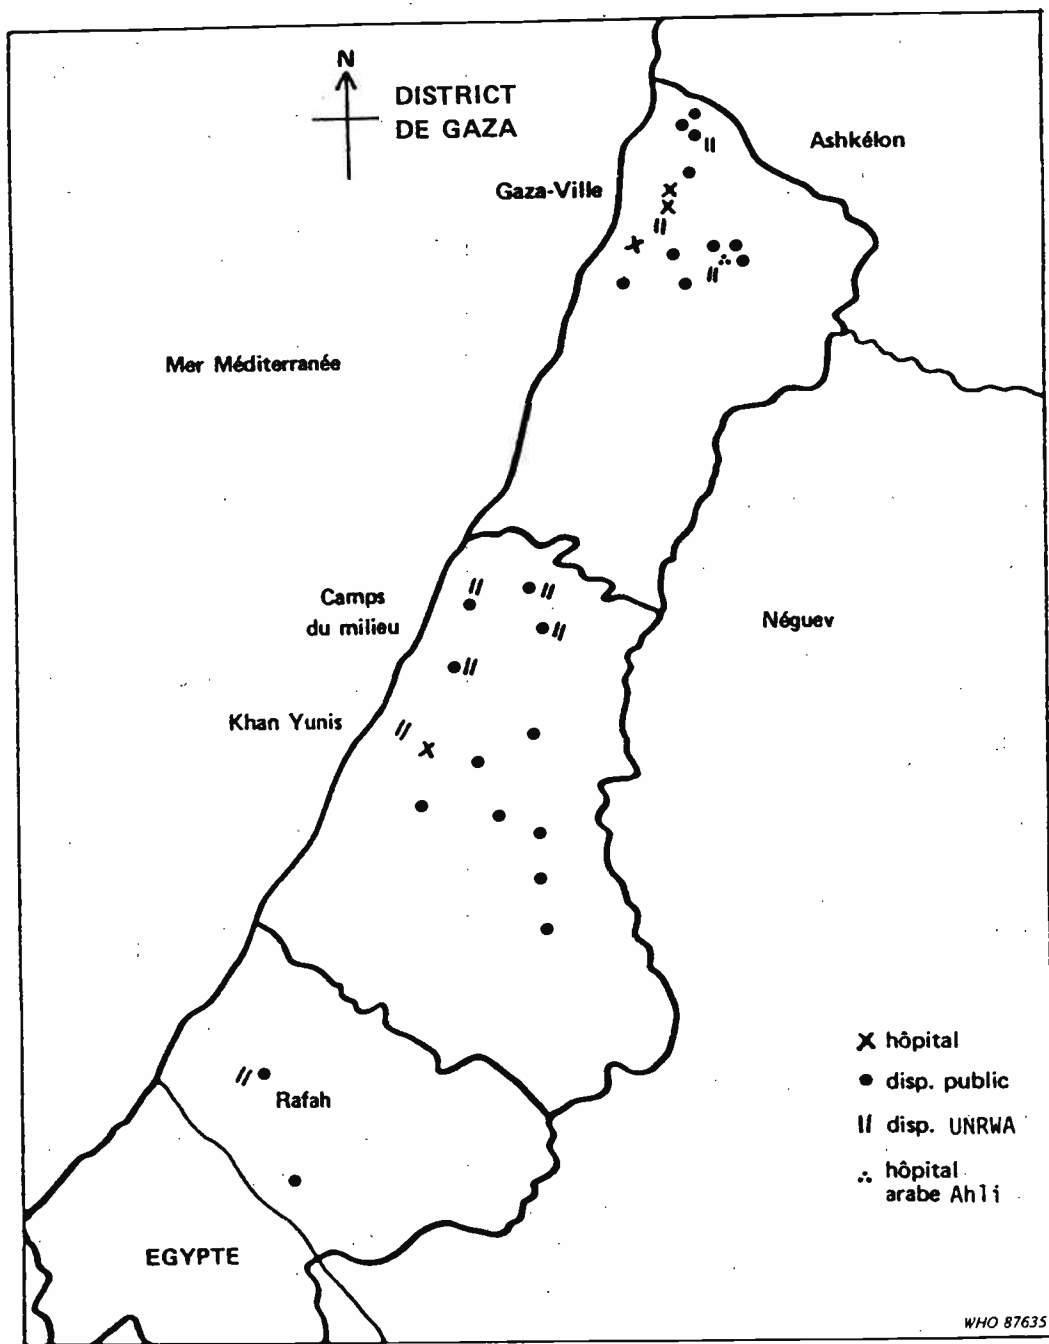 N
DISTRICT
DE GAZA
Ashkélon
Gaza-Ville
Mer Méditerranée
Camps
du milieu
Néguev
Khan Yunis
Rafah
EGYPTE
hôpital
disp. public
disp. UNRWA
hôpital
arabe Ahli
WHO 87635